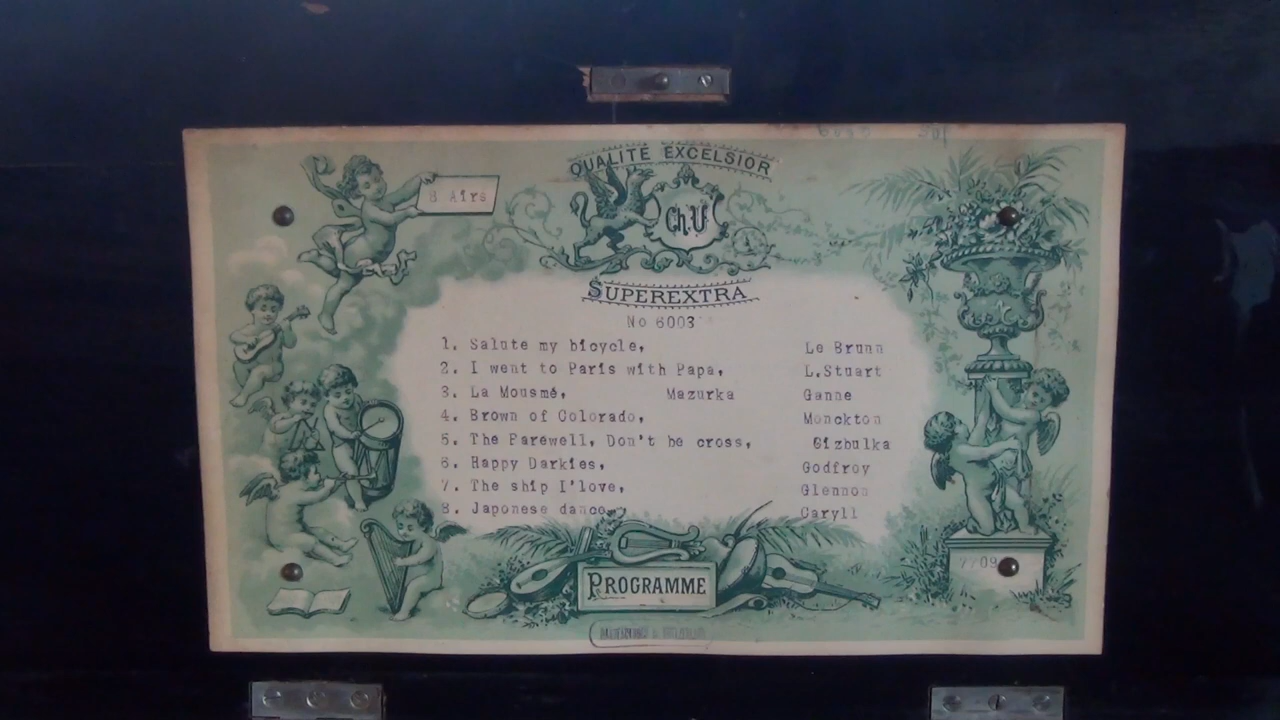 QUALITE EXCELSIOR
8 Airs
Ch.U
SUPEREXTRA
No 6003
1. Salute my bicycle, Le Brunn
2. I went to Paris with Papa, L.Stuart
3. La Mousmé, Mazurka Ganne
4. Brown of Colorado, Monckton
5. The Farewell, Don't be cross, Gizbulka
6. Happy Darkies, Godfroy
7. The ship I'love, Glennon
8. Japonese dance, Caryll
7709
PROGRAMME